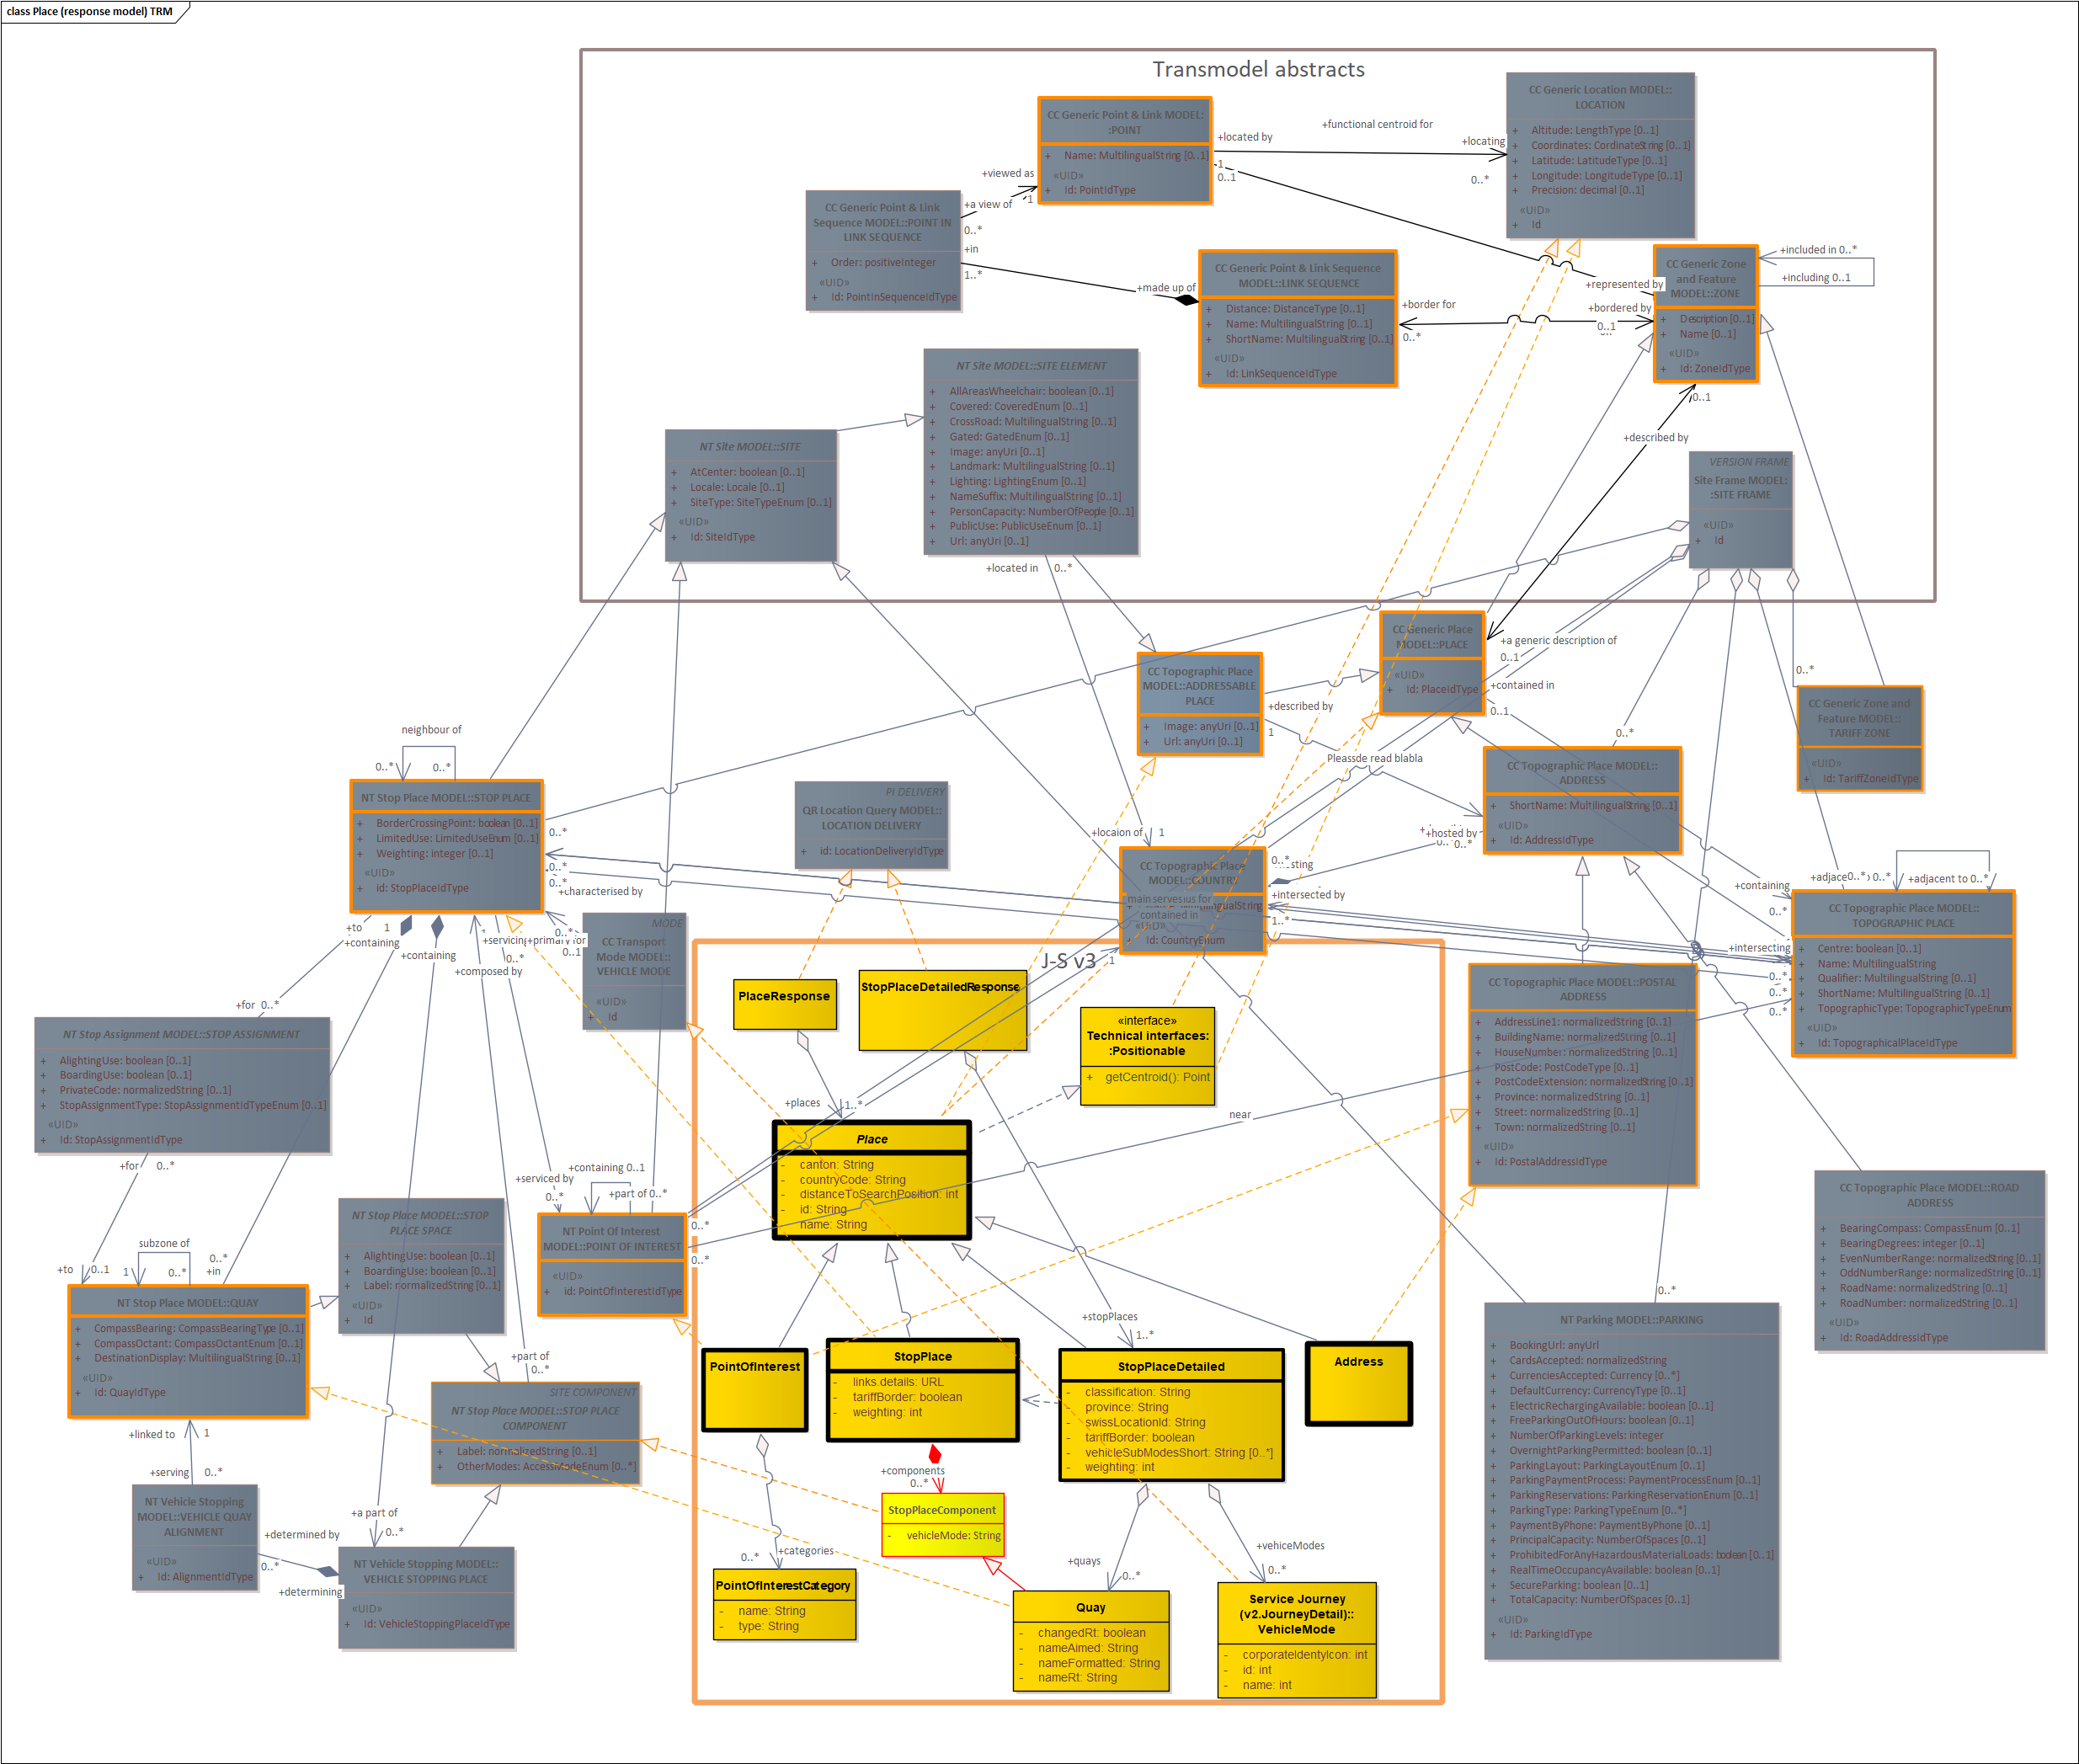 class Place (response model) TRM
Transmodel abstracts
CC Generic Point & Link MODEL:
:POINT
+ Name: MultilingualString [0..1]
«UID»
+ Id: PointIdType
CC Generic Location MODEL::
LOCATION
+ Altitude: LengthType [0..1]
+ Coordinates: CordinateString [0..1]
+ Latitude: LatitudeType [0..1]
+ Longitude: LongitudeType [0..1]
+ Precision: decimal [0..1]
«UID»
+ Id
+located by
+functional centroid for
+locating
1
0..1
0..*
+viewed as
1
+a view of
0..*
CC Generic Point & Link
Sequence MODEL::POINT IN
LINK SEQUENCE
+ Order: positiveInteger
«UID»
+ Id: PointInSequenceIdType
+in
1..*
+made up of
CC Generic Point & Link Sequence
MODEL::LINK SEQUENCE
+ Distance: DistanceType [0..1]
+ Name: MultilingualString [0..1]
+ ShortName: MultilingualString [0..1]
«UID»
+ Id: LinkSequenceIdType
+border for
0..*
+represented by
+bordered by
0..1
CC Generic Zone
and Feature
MODEL::ZONE
+ Description [0..1]
+ Name [0..1]
«UID»
+ Id: ZoneIdType
+included in 0..*
+including 0..1
0..1
+described by
NT Site MODEL::SITE ELEMENT
+ AllAreasWheelchair: boolean [0..1]
+ Covered: CoveredEnum [0..1]
+ CrossRoad: MultilingualString [0..1]
+ Gated: GatedEnum [0..1]
+ Image: anyUri [0..1]
+ Landmark: MultilingualString [0..1]
+ Lighting: LightingEnum [0..1]
+ NameSuffix: MultilingualString [0..1]
+ PersonCapacity: NumberOfPeople [0..1]
+ PublicUse: PublicUseEnum [0..1]
+ Url: anyUri [0..1]
NT Site MODEL::SITE
+ AtCenter: boolean [0..1]
+ Locale: Locale [0..1]
+ SiteType: SiteTypeEnum [0..1]
«UID»
+ Id: SiteIdType
VERSION FRAME
Site Frame MODEL:
:SITE FRAME
«UID»
+ Id
+located in
0..*
CC Generic Place
MODEL::PLACE
«UID»
+ Id: PlaceIdType
+a generic description of
0..1
+contained in
0..1
CC Topographic Place
MODEL::ADDRESSABLE
PLACE
+ Image: anyUri [0..1]
+ Url: anyUri [0..1]
+described by
1
0..*
CC Generic Zone and
Feature MODEL::
TARIFF ZONE
«UID»
+ Id: TariffZoneIdType
Pleassde read blabla
0..*
CC Topographic Place MODEL::
ADDRESS
+ ShortName: MultilingualString [0..1]
«UID»
+ Id: AddressIdType
neighbour of
0..*
0..*
NT Stop Place MODEL::STOP PLACE
+ BorderCrossingPoint: boolean [0..1]
+ LimitedUse: LimitedUseEnum [0..1]
+ Weighting: integer [0..1]
«UID»
+ id: StopPlaceIdType
0..*
0..*
0..*
+characterised by
PI DELIVERY
QR Location Query MODEL::
LOCATION DELIVERY
+ id: LocationDeliveryIdType
+locaion of
1
CC Topographic Place
MODEL::COUNTRY
main serves
contained in
«UID»
+ Id: CountryEnum
0..*
+intersected by
1..*
+hosted by
0..*
0..*
+containing
0..*
+adjacent to 0..*
CC Topographic Place MODEL::
TOPOGRAPHIC PLACE
+ Centre: boolean [0..1]
+ Name: MultilingualString
+ Qualifier: MultilingualString [0..1]
+ ShortName: MultilingualString [0..1]
+ TopographicType: TopographicTypeEnum
«UID»
+ Id: TopographicalPlaceIdType
+intersecting
0..*
0..*
0..*
+to
1
+containing
+containing
+composed by
+servicing
+primary for
0..*
0..*
0..1
MODE
CC Transport
Mode MODEL::
VEHICLE MODE
«UID»
+ Id
J-S v3
1
PlaceResponse
StopPlaceDetailedResponse
«interface»
Technical interfaces:
:Positionable
+ getCentroid(): Point
CC Topographic Place MODEL::POSTAL
ADDRESS
+ AddressLine1: normalizedString [0..1]
+ BuildingName: normalizedString [0..1]
+ HouseNumber: normalizedString [0..1]
+ PostCode: PostCodeType [0..1]
+ PostCodeExtension: normalizedString [0..1]
+ Province: normalizedString [0..1]
+ Street: normalizedString [0..1]
+ Town: normalizedString [0..1]
«UID»
+ Id: PostalAddressIdType
+for 0..*
NT Stop Assignment MODEL::STOP ASSIGNMENT
+ AlightingUse: boolean [0..1]
+ BoardingUse: boolean [0..1]
+ PrivateCode: normalizedString [0..1]
+ StopAssignmentType: StopAssignmentIdTypeEnum [0..1]
«UID»
+ Id: StopAssignmentIdType
+for
0..*
+places
1..*
near
Place
- canton: String
- countryCode: String
- distanceToSearchPosition: int
- id: String
- name: String
+containing 0..1
+serviced by
0..*
+part of 0..*
NT Point Of Interest
MODEL::POINT OF INTEREST
«UID»
+ id: PointOfInterestIdType
0..*
0..*
CC Topographic Place MODEL::ROAD
ADDRESS
+ BearingCompass: CompassEnum [0..1]
+ BearingDegrees: integer [0..1]
+ EvenNumberRange: normalizedString [0..1]
+ OddNumberRange: normalizedString [0..1]
+ RoadName: normalizedString [0..1]
+ RoadNumber: normalizedString [0..1]
«UID»
+ Id: RoadAddressIdType
NT Stop Place MODEL::STOP
PLACE SPACE
+ AlightingUse: boolean [0..1]
+ BoardingUse: boolean [0..1]
+ Label: normalizedString [0..1]
«UID»
+ Id
subzone of
+to
0..1
1
0..*
0..*
+in
NT Stop Place MODEL::QUAY
+ CompassBearing: CompassBearingType [0..1]
+ CompassOctant: CompassOctantEnum [0..1]
+ DestinationDisplay: MultilingualString [0..1]
«UID»
+ Id: QuayIdType
+part of
0..*
SITE COMPONENT
NT Stop Place MODEL::STOP PLACE
COMPONENT
+ Label: normalizedString [0..1]
+ OtherModes: AccessModeEnum [0..*]
+stopPlaces
1..*
PointOfInterest
StopPlace
- links.details: URL
- tariffBorder: boolean
- weighting: int
StopPlaceDetailed
- classification: String
- province: String
- swissLocationId: String
- tariffBorder: boolean
- vehicleSubModesShort: String [0..*]
- weighting: int
Address
0..*
NT Parking MODEL::PARKING
+ BookingUrl: anyUrl
+ CardsAccepted: normalizedString
+ CurrenciesAccepted: Currency [0..*]
+ DefaultCurrency: CurrencyType [0..1]
+ ElectricRechargingAvailable: boolean [0..1]
+ FreeParkingOutOfHours: boolean [0..1]
+ NumberOfParkingLevels: integer
+ OvernightParkingPermitted: boolean [0..1]
+ ParkingLayout: ParkingLayoutEnum [0..1]
+ ParkingPaymentProcess: PaymentProcessEnum [0..1]
+ ParkingReservations: ParkingReservationEnum [0..1]
+ ParkingType: ParkingTypeEnum [0..*]
+ PaymentByPhone: PaymentByPhone [0..1]
+ PrincipalCapacity: NumberOfSpaces [0..1]
+ ProhibitedForAnyHazardousMaterialLoads: boolean [0..1]
+ RealTimeOccupancyAvailable: boolean [0..1]
+ SecureParking: boolean [0..1]
+ TotalCapacity: NumberOfSpaces [0..1]
«UID»
+ Id: ParkingIdType
+linked to
1
+serving
0..*
NT Vehicle Stopping
MODEL::VEHICLE QUAY
ALIGNMENT
«UID»
+ Id: AlignmentIdType
+determined by
0..*
+determining
+a part of
0..*
NT Vehicle Stopping MODEL::
VEHICLE STOPPING PLACE
«UID»
+ Id: VehicleStoppingPlaceIdType
+components
0..*
StopPlaceComponent
- vehicleMode: String
0..*
+categories
PointOfInterestCategory
- name: String
- type: String
+quays
0..*
Quay
- changedRt: boolean
- nameAimed: String
- nameFormatted: String
- nameRt: String
+vehiceModes
0..*
Service Journey
(v2.JourneyDetail)::
VehicleMode
- corporateIdentyIcon: int
- id: int
- name: int